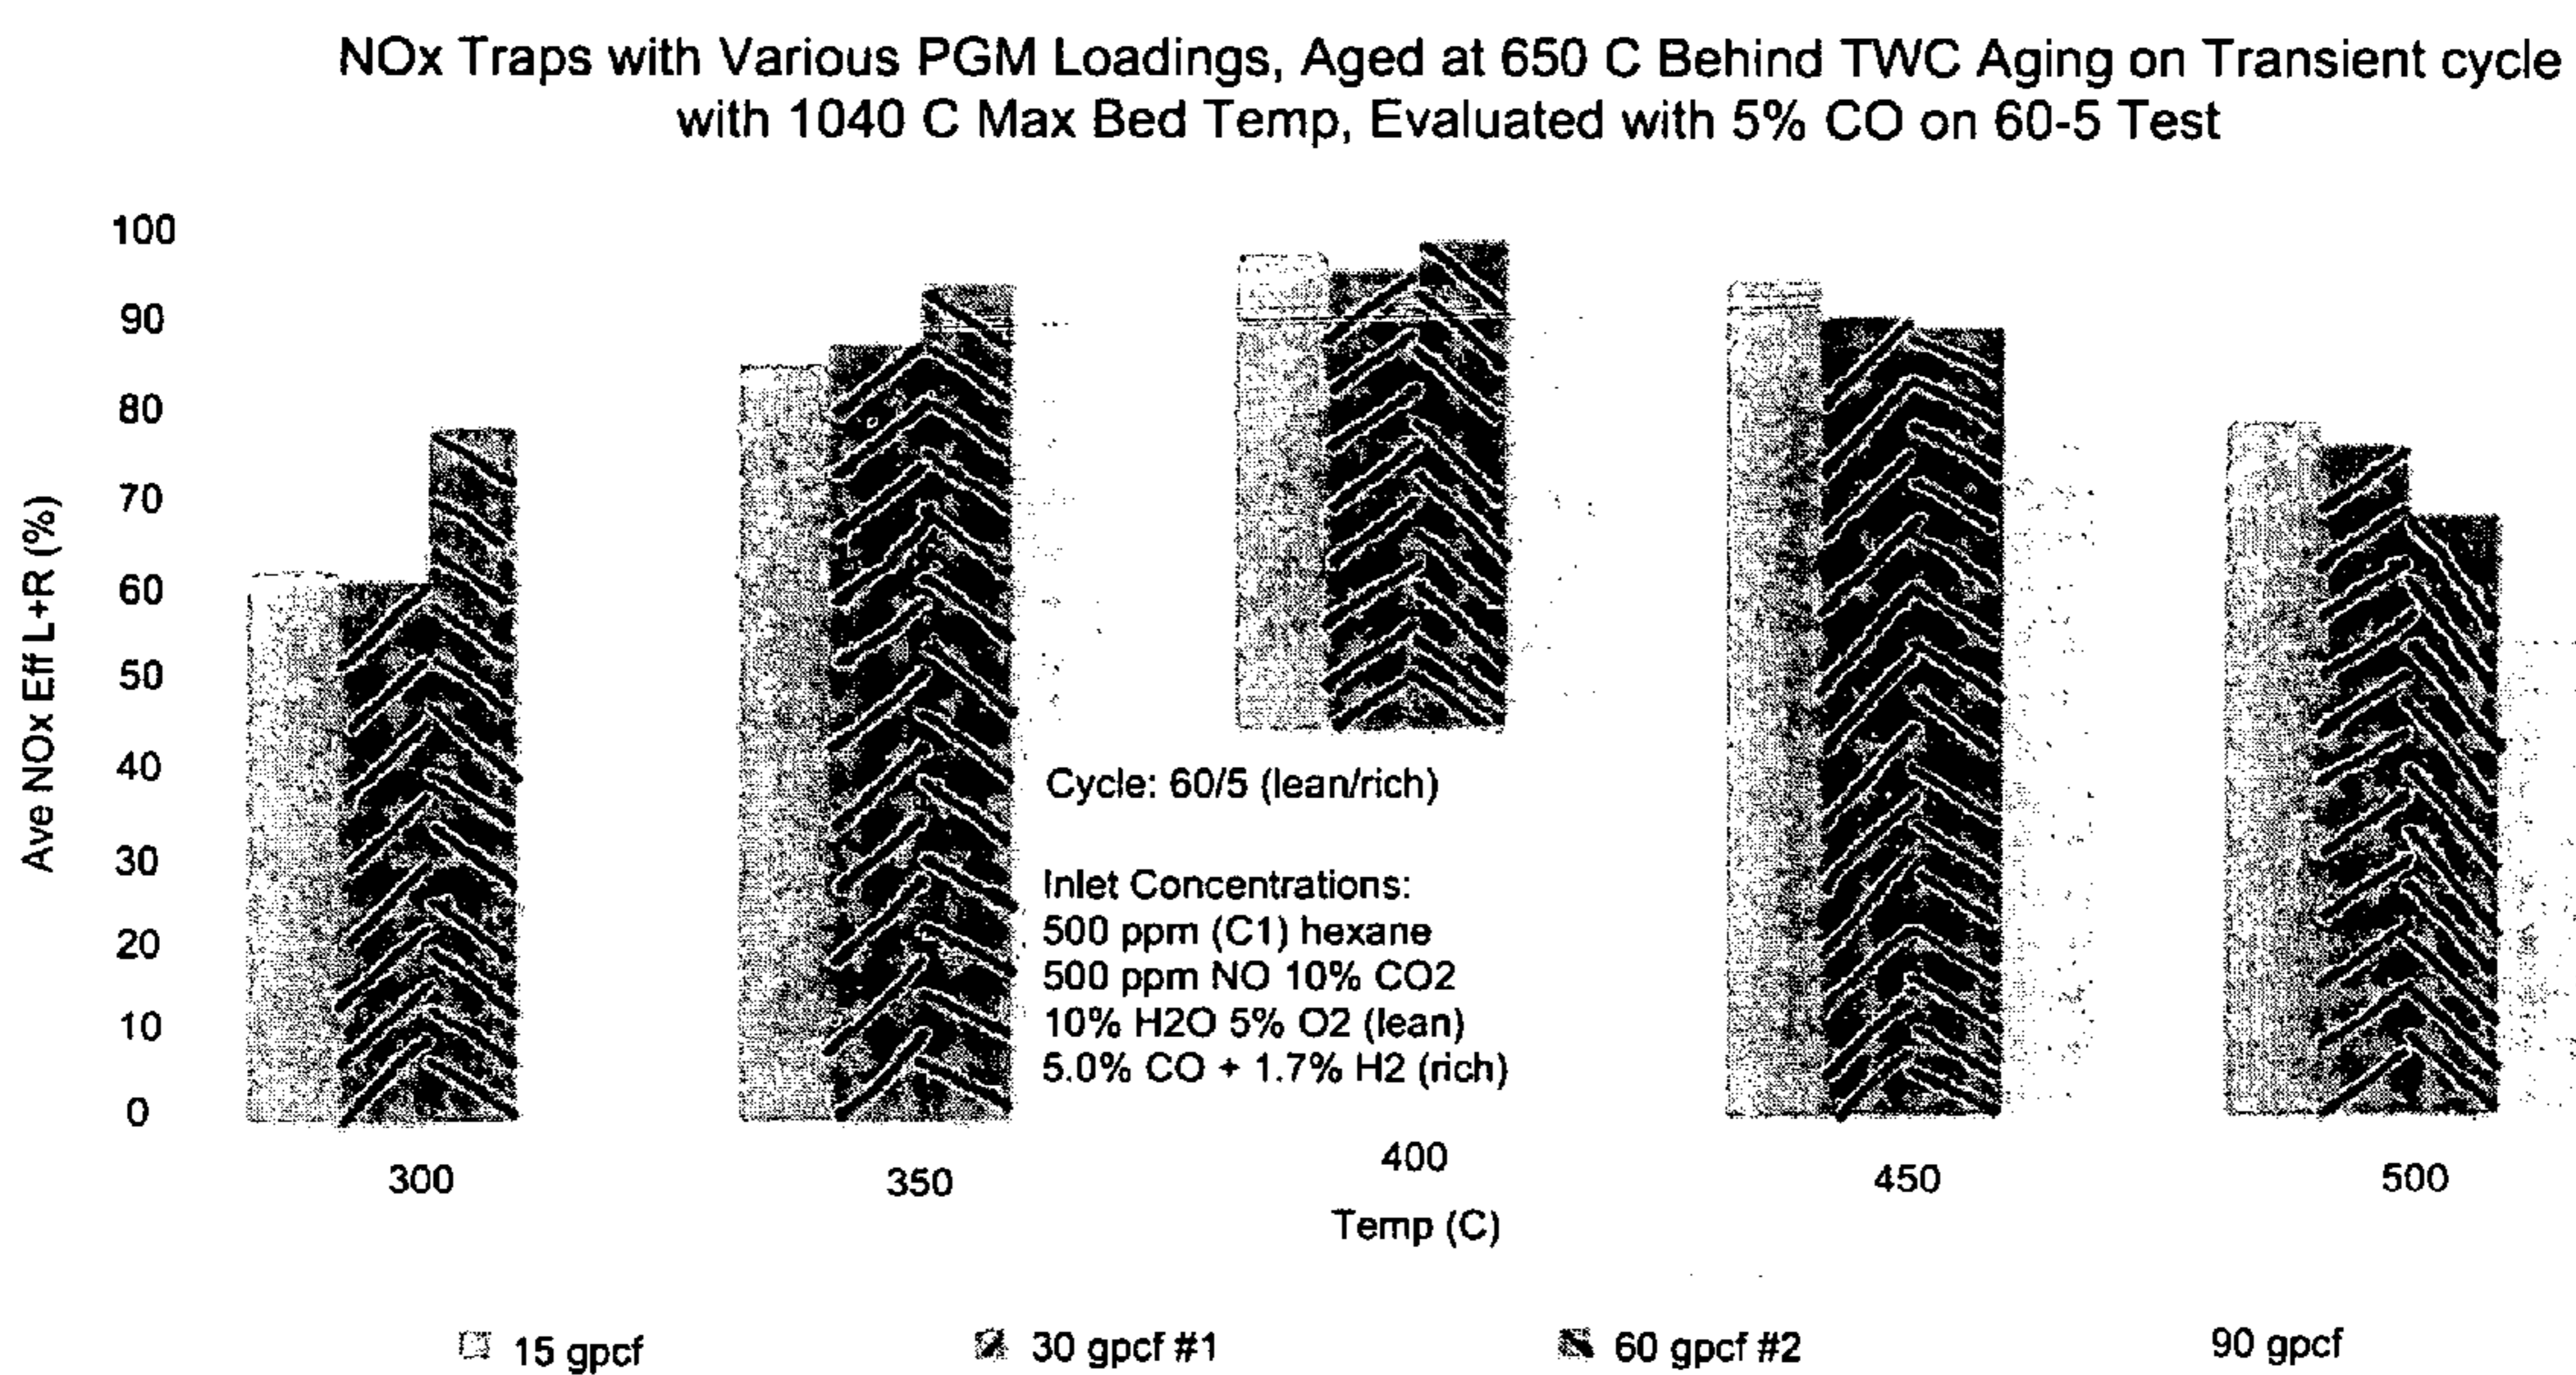 NOx Traps with Various PGM Loadings, Aged at 650 C Behind TWC Aging on Transient cycle
with 1040 C Max Bed Temp, Evaluated with 5% CO on 60-5 Test
Ave NOx Eff L+R (%)
100
90
80
70
60
50
40
30
20
10
0
Cycle: 60/5 (lean/rich)
Inlet Concentrations:
500 ppm (C1) hexane
500 ppm NO 10% CO2
10% H2O 5% O2 (lean)
5.0% CO + 1.7% H2 (rich)
300 350 400 450 500
Temp (C)
15 gpcf 30 gpcf #1 60 gpcf #2 90 gpcf